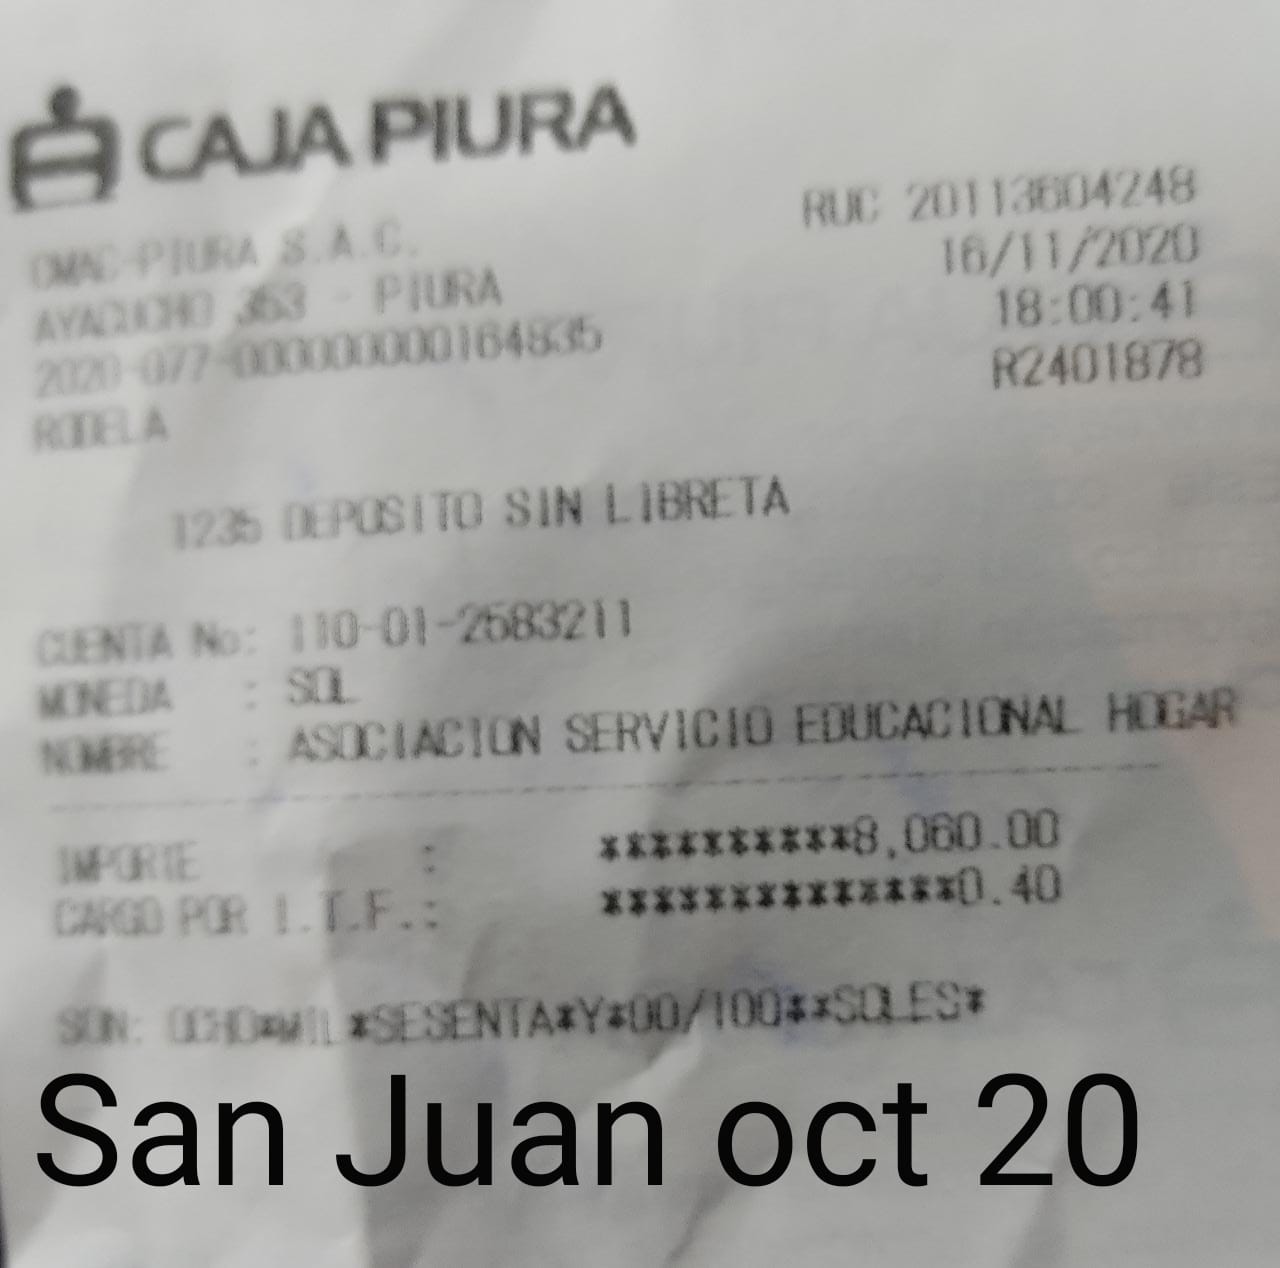 CAJA PIURA
RUC 20113604248
CMAC-PIURA S.A.C.
16/11/2020
AYACUCHO 353 - PIURA
18:00:41
2020-077-000000000164835
R2401878
RODELA
1235 DEPOSITO SIN LIBRETA
CUENTA No: 110-01-2583211
MONEDA : SOL
NOMBRE : ASOCIACION SERVICIO EDUCACIONAL HOGAR
IMPORTE : **********8,060.00
CARGO POR I.T.F.: **************0.40
SON: OCHO*MIL*SESENTA*Y*00/100**SOLES*
San Juan oct 20